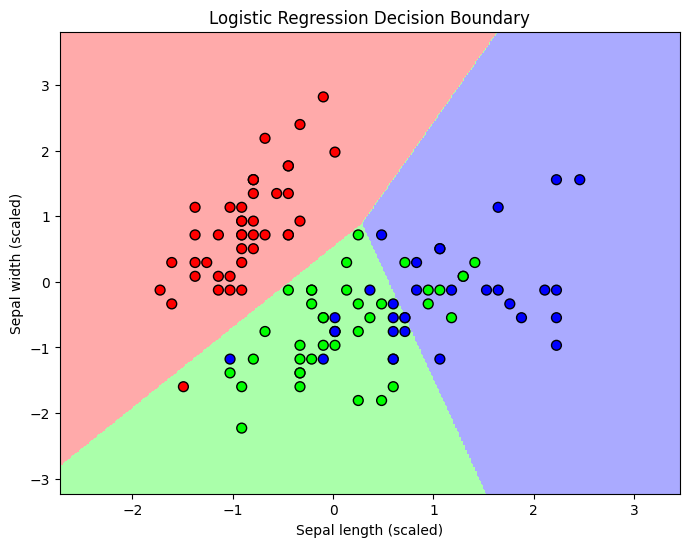 Logistic Regression Decision Boundary
3
2
1
0
−1
−2
−3
Sepal width (scaled)
−2 −1 0 1 2 3
Sepal length (scaled)